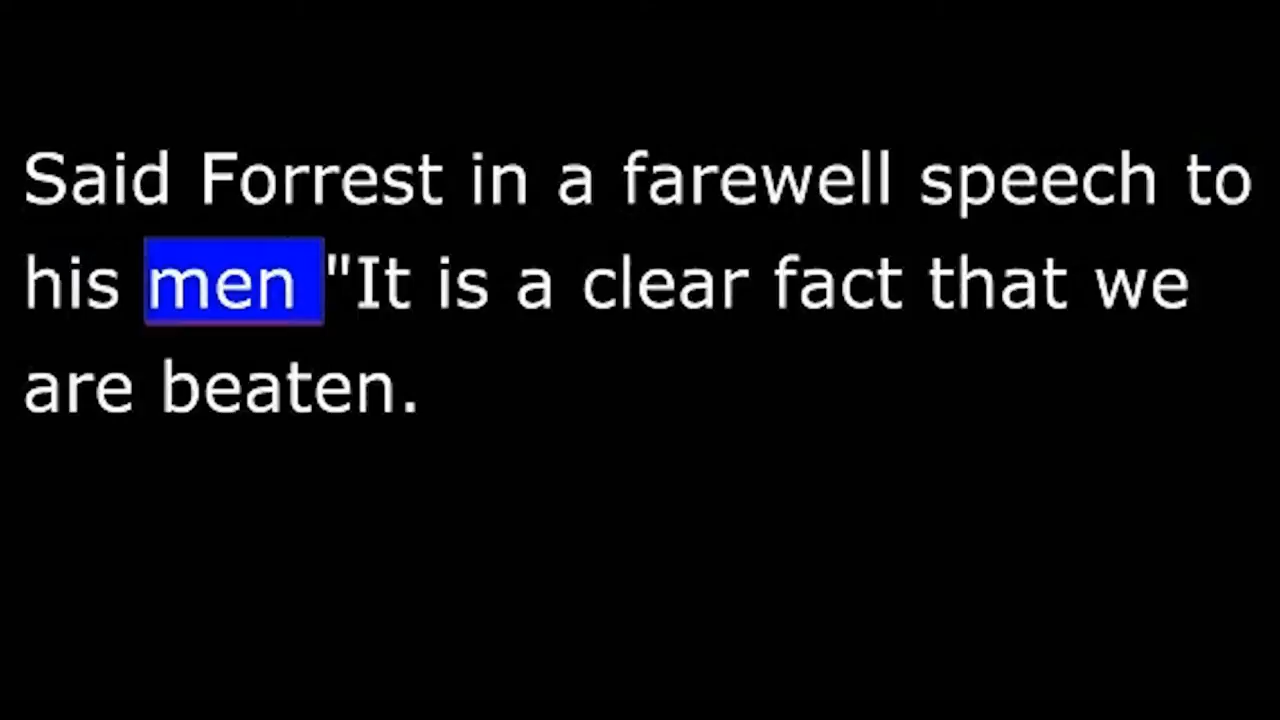 Said Forrest in a farewell speech to
his men "It is a clear fact that we
are beaten.